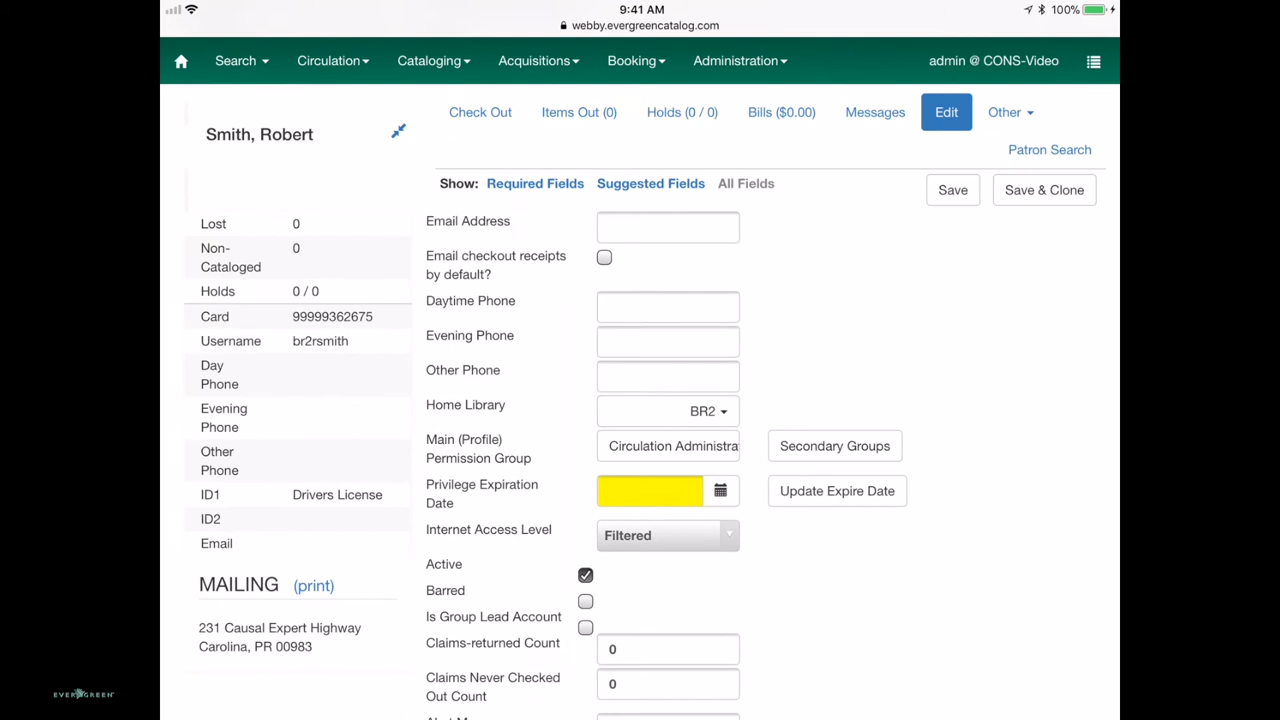 9:41 AM
100%
webby.evergreencatalog.com
Search Circulation Cataloging Acquisitions Booking Administration admin @ CONS-Video
Smith, Robert
Check Out Items Out (0) Holds (0 / 0) Bills ($0.00) Messages Edit Other
Patron Search
Show: Required Fields Suggested Fields All Fields Save Save & Clone
Lost 0
Non-
Cataloged 0
Holds 0 / 0
Card 99999362675
Username br2rsmith
Day
Phone
Evening
Phone
Other
Phone
ID1 Drivers License
ID2
Email
MAILING (print)
231 Causal Expert Highway
Carolina, PR 00983
Email Address
Email checkout receipts
by default?
Daytime Phone
Evening Phone
Other Phone
Home Library BR2
Main (Profile)
Permission Group Circulation Administra Secondary Groups
Privilege Expiration
Date Update Expire Date
Internet Access Level Filtered
Active
Barred
Is Group Lead Account
Claims-returned Count 0
Claims Never Checked
Out Count 0
EVERGREEN